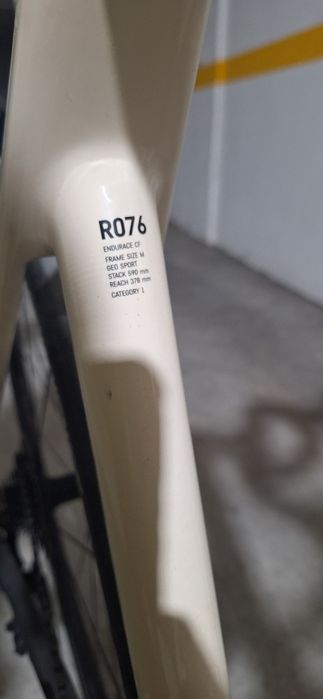 R076
ENDURACE CF
FRAME SIZE M
GEO SPORT
STACK 590 mm
REACH 378 mm
CATEGORY 1